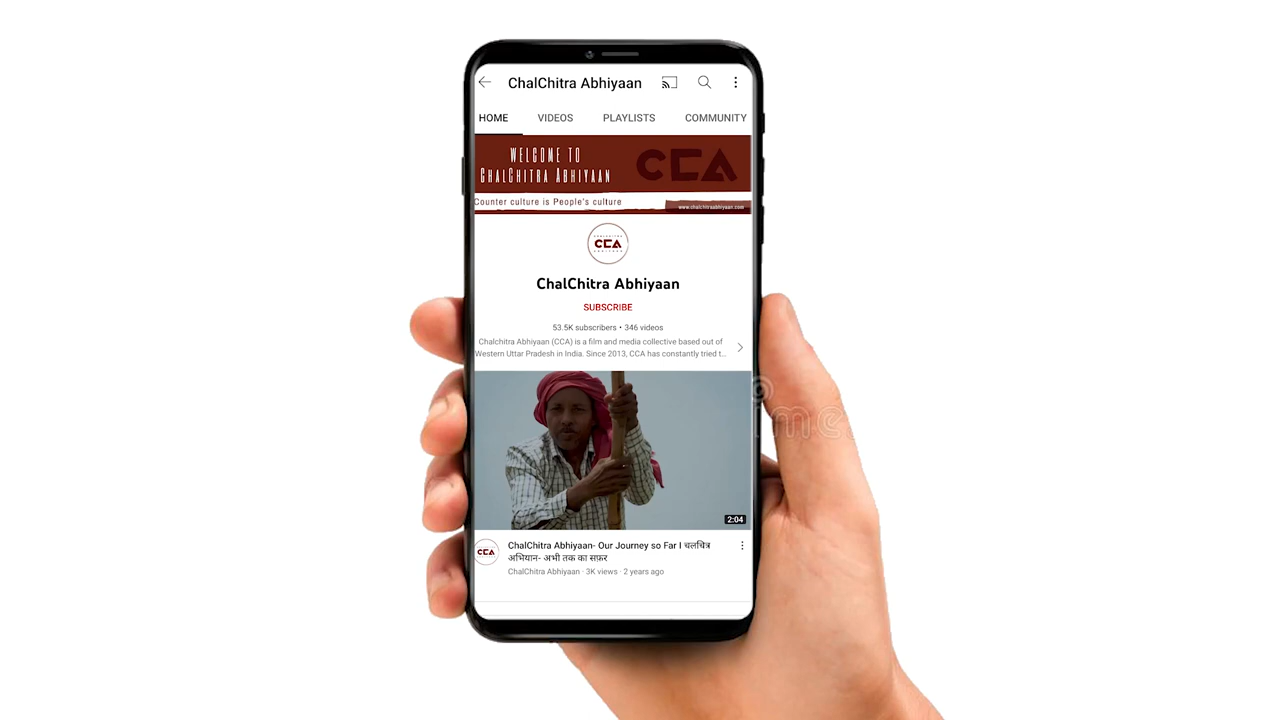 ChalChitra Abhiyaan
HOME VIDEOS PLAYLISTS COMMUNITY
WELCOME TO
CHALCHITRA ABHIYAAN
CCA
Counter culture is People's culture
www.chalchitraabhiyaan.com
CCA
ChalChitra Abhiyaan
SUBSCRIBE
53.5K subscribers • 346 videos
Chalchitra Abhiyaan (CCA) is a film and media collective based out of
Western Uttar Pradesh in India. Since 2013, CCA has constantly tried t...
2:04
CCA
ChalChitra Abhiyaan- Our Journey so Far I चलचित्र
अभियान- अभी तक का सफ़र
ChalChitra Abhiyaan · 3K views · 2 years ago